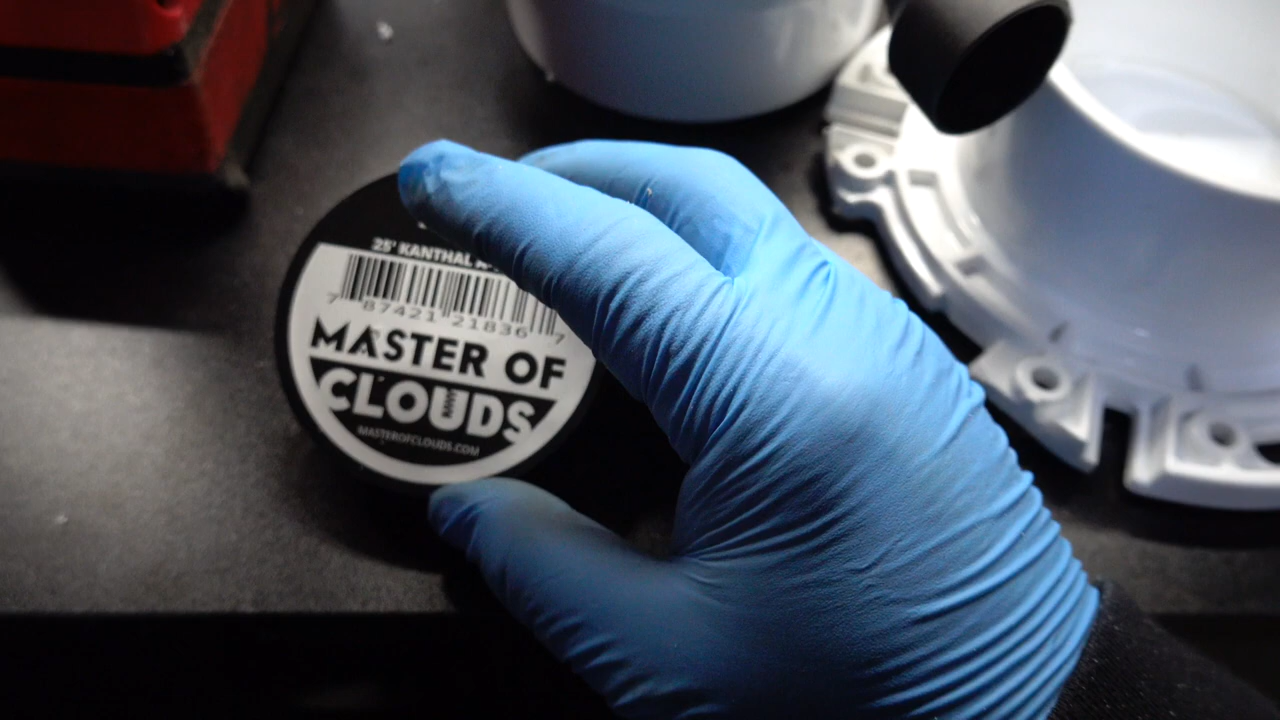 25' KANTHAL A
7 87421 21836 7
MASTER OF
CLOUDS
MASTEROFCLOUDS.COM